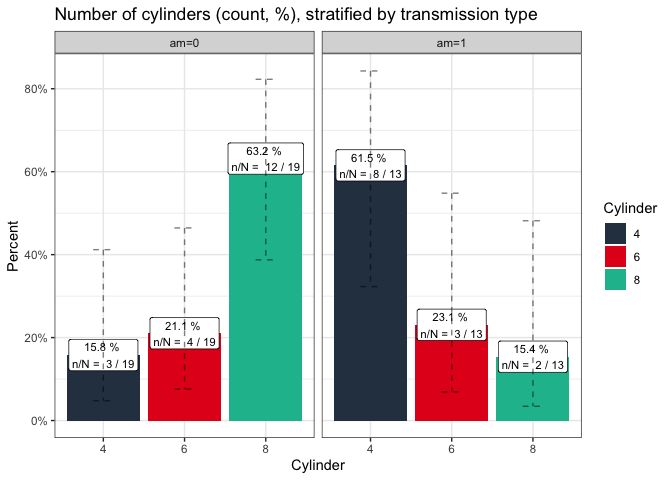 Number of cylinders (count, %), stratified by transmission type
am=0
am=1
80%
60%
40%
20%
0%
Percent
15.8 %
n/N =  3 / 19
21.1 %
n/N =  4 / 19
63.2 %
n/N =  12 / 19
61.5 %
n/N =  8 / 13
23.1 %
n/N =  3 / 13
15.4 %
n/N =  2 / 13
4
6
8
4
6
8
Cylinder
Cylinder
4
6
8